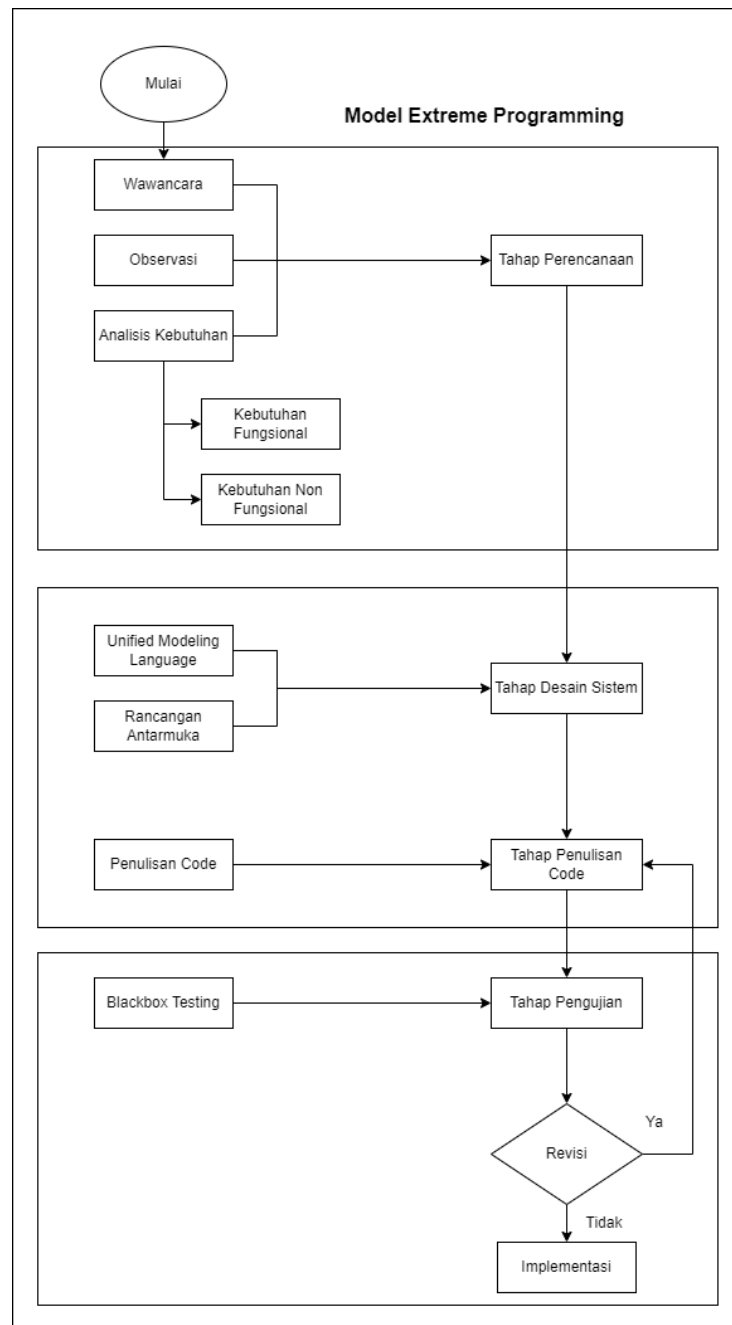 Mulai
Model Extreme Programming
Wawancara
Observasi
Tahap Perencanaan
Analisis Kebutuhan
Kebutuhan
Fungsional
Kebutuhan Non
Fungsional
Unified Modeling
Language
Tahap Desain Sistem
Rancangan
Antarmuka
Penulisan Code
Tahap Penulisan
Code
Blackbox Testing
Tahap Pengujian
Ya
Revisi
Tidak
Implementasi